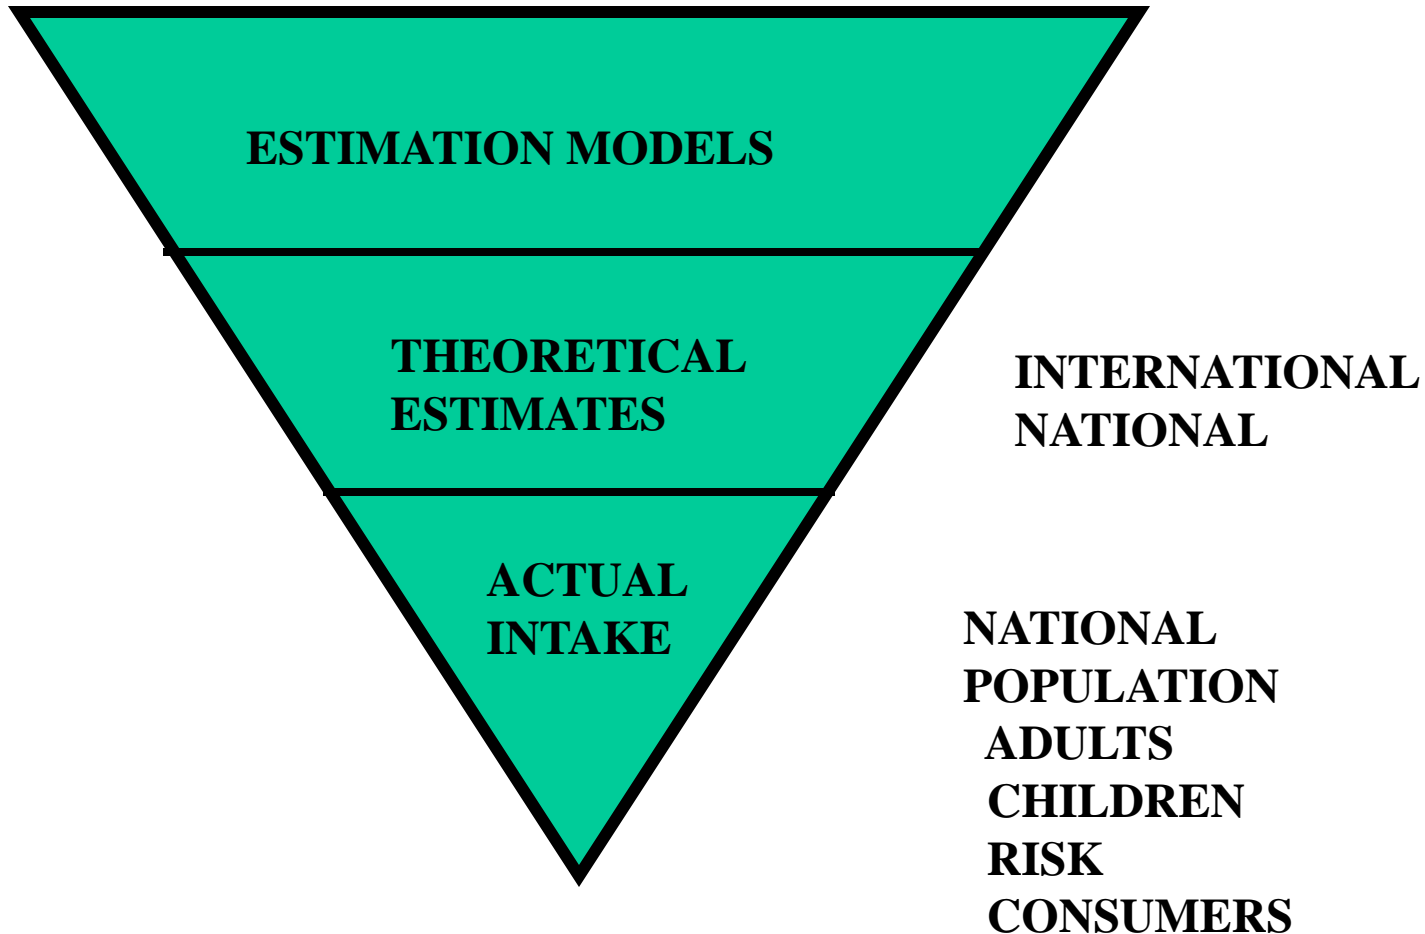 ESTIMATION MODELS
THEORETICAL
ESTIMATES
INTERNATIONAL
NATIONAL
ACTUAL
INTAKE
NATIONAL
POPULATION
ADULTS
CHILDREN
RISK
CONSUMERS